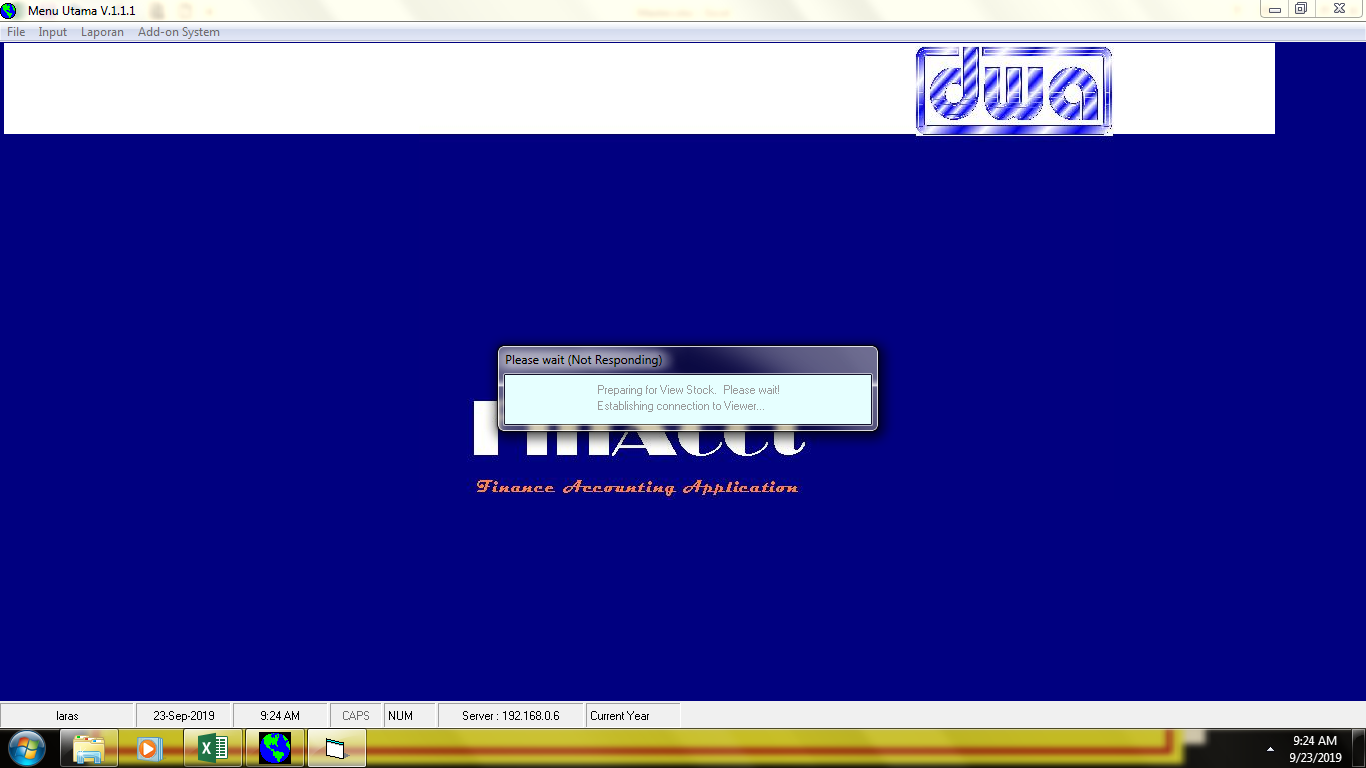 Menu Utama V.1.1.1
File Input Laporan Add-on System
dwa
Please wait (Not Responding)
Preparing for View Stock. Please wait!
Establishing connection to Viewer...
Finance Accounting Application
laras 23-Sep-2019 9:24 AM CAPS NUM Server : 192.168.0.6 Current Year
9:24 AM
9/23/2019